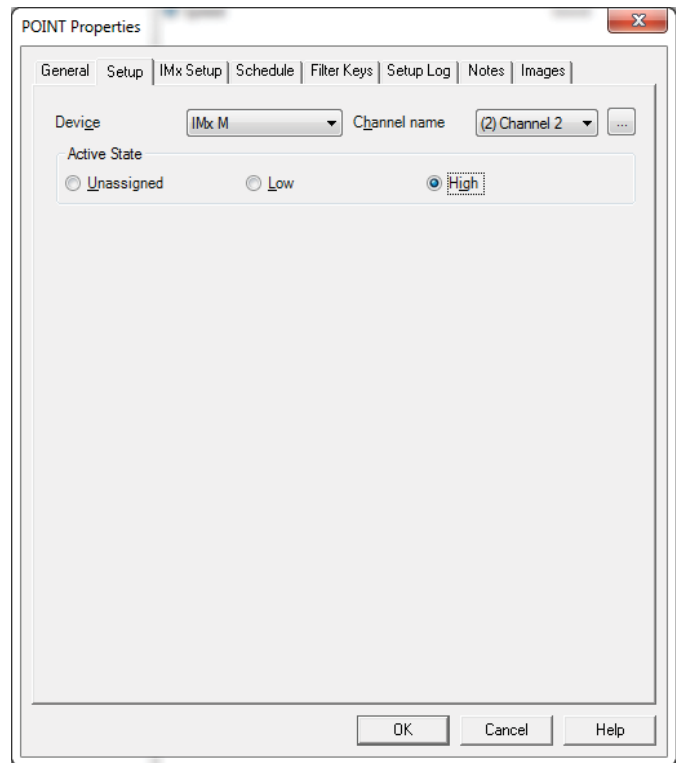 POINT Properties
General Setup IMx Setup Schedule Filter Keys Setup Log Notes Images
Device IMx M Channel name (2) Channel 2 ...
Active State
Unassigned Low High
OK Cancel Help